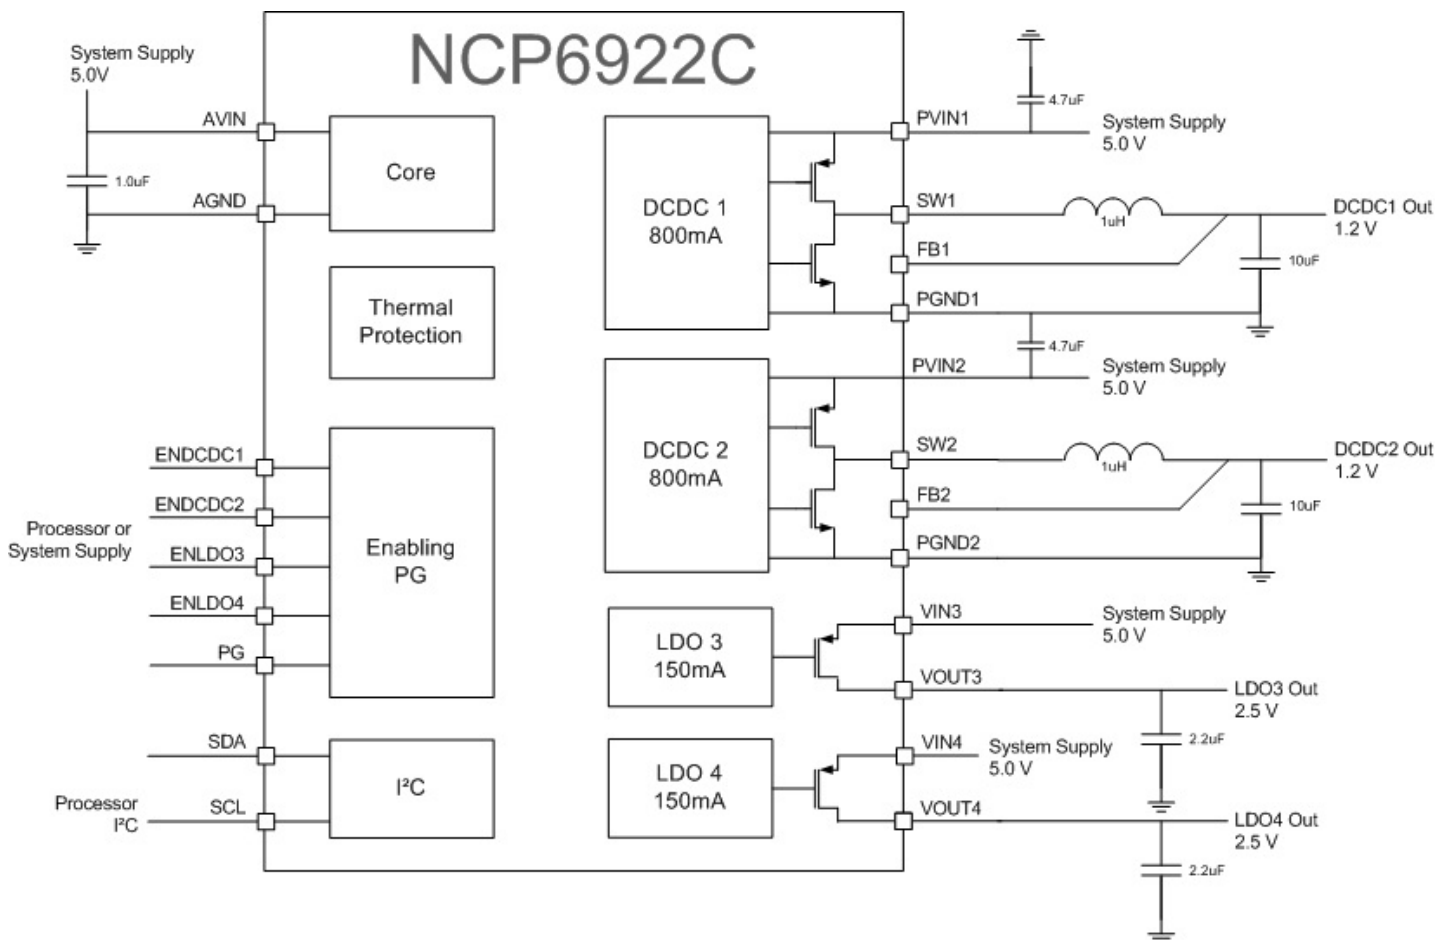 NCP6922C
System Supply
5.0V
AVIN
1.0uF
AGND
Core
Thermal
Protection
ENDCDC1
ENDCDC2
Processor or
System Supply
ENLDO3
ENLDO4
PG
Enabling
PG
SDA
Processor
I²C
SCL
I²C
DCDC 1
800mA
PVIN1
4.7uF
System Supply
5.0 V
SW1
1uH
DCDC1 Out
1.2 V
FB1
10uF
PGND1
4.7uF
DCDC 2
800mA
PVIN2
System Supply
5.0 V
SW2
1uH
DCDC2 Out
1.2 V
FB2
10uF
PGND2
LDO 3
150mA
VIN3
System Supply
5.0 V
VOUT3
LDO3 Out
2.5 V
2.2uF
LDO 4
150mA
VIN4
System Supply
5.0 V
VOUT4
LDO4 Out
2.5 V
2.2uF